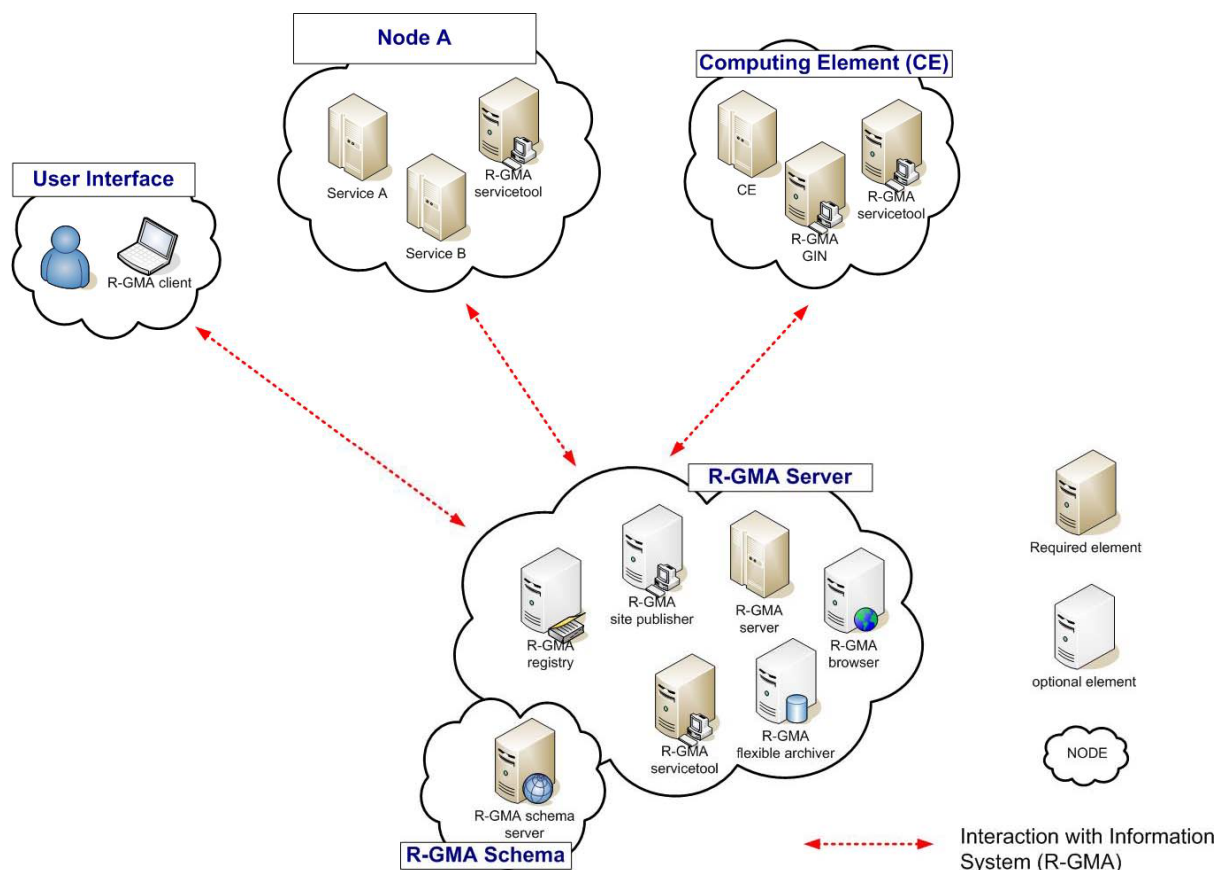 Node A
Service A
Service B
R-GMA
servicetool
Computing Element (CE)
CE
R-GMA
GIN
R-GMA
servicetool
User Interface
R-GMA client
R-GMA Server
R-GMA
registry
R-GMA
site publisher
R-GMA
server
R-GMA
browser
R-GMA
servicetool
R-GMA
flexible archiver
R-GMA schema
server
R-GMA Schema
Required element
optional element
NODE
Interaction with Information
System (R-GMA)